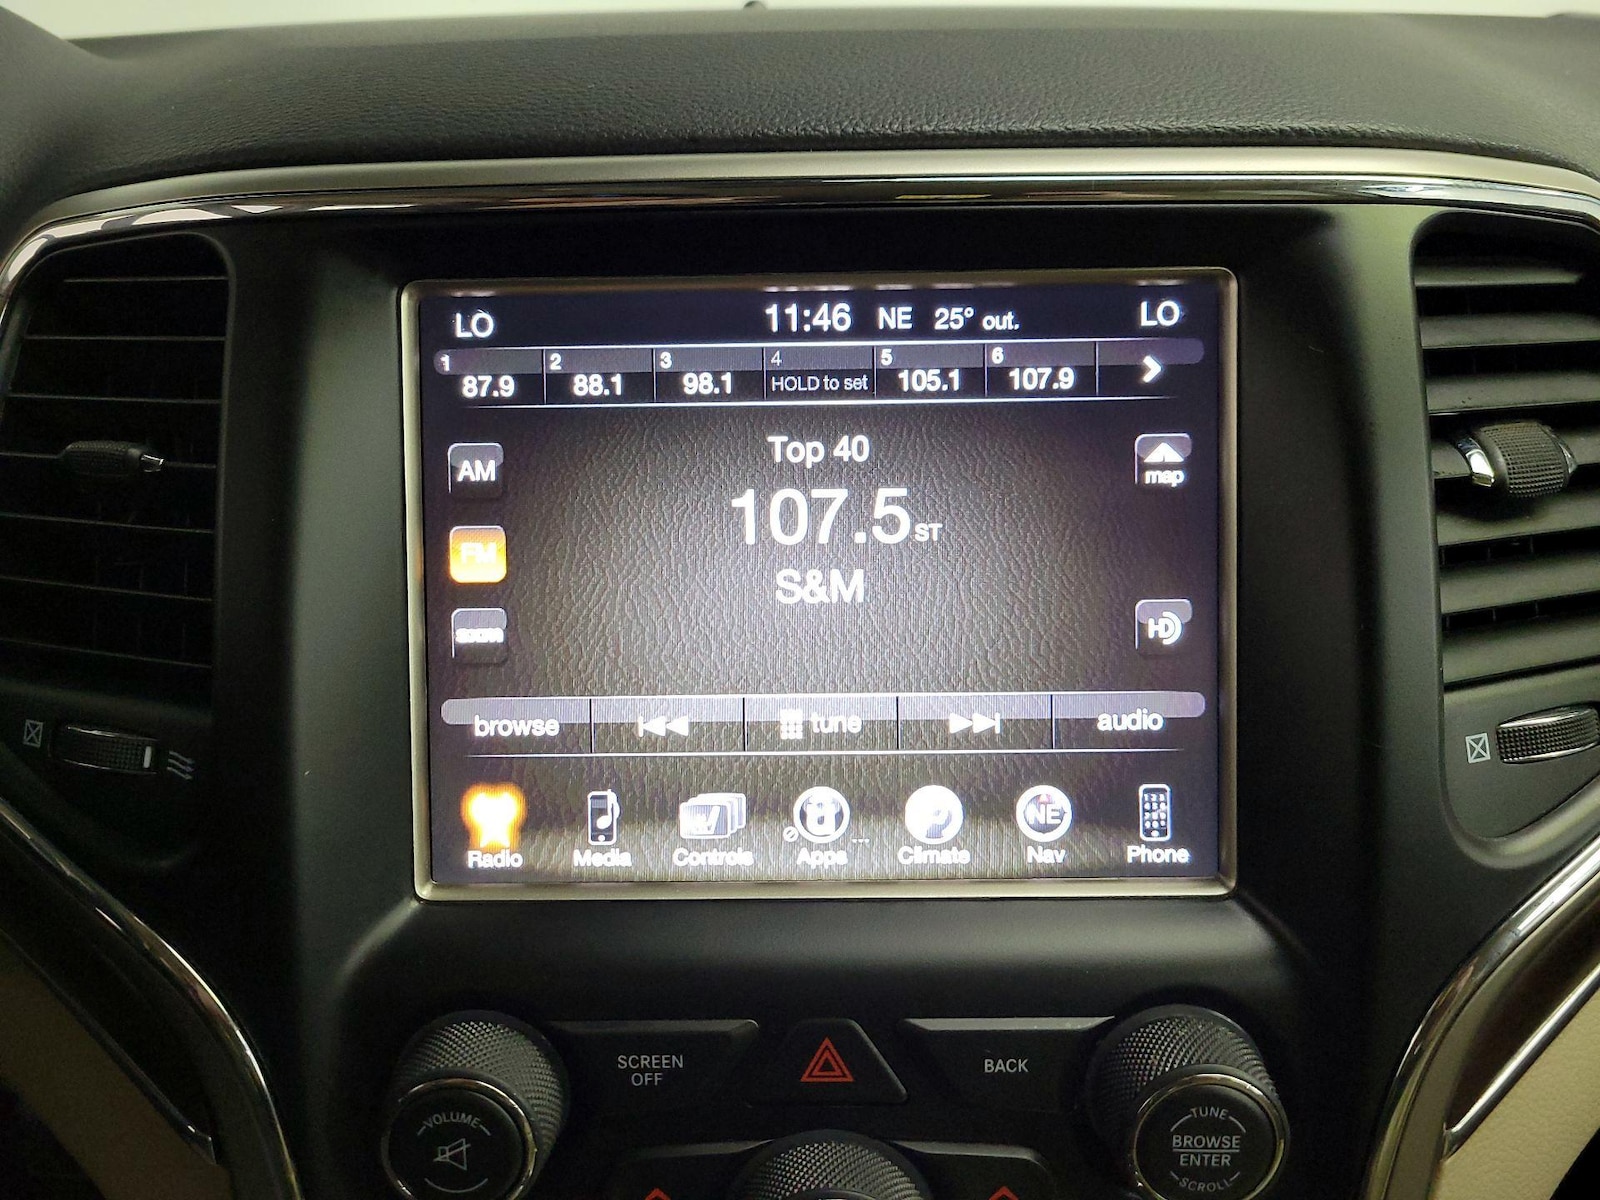 LO 11:46 NE 25° out. LO
1 2 3 4 5 6
87.9 88.1 98.1 HOLD to set 105.1 107.9
Top 40
AM
map
107.5 ST
FM
S&M
HD
browse tune audio
NE
Radio Media Controls Apps Climate Nav Phone
SCREEN
OFF
BACK
VOLUME
TUNE
BROWSE
ENTER
SCROLL